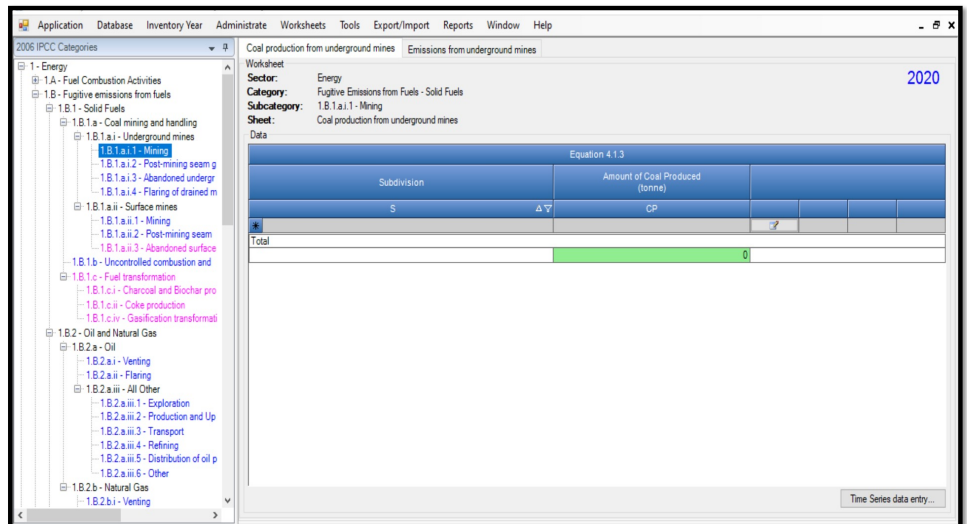 Application Database Inventory Year Administrate Worksheets Tools Export/Import Reports Window Help
2006 IPCC Categories
1 - Energy
1.A - Fuel Combustion Activities
1.B - Fugitive emissions from fuels
1.B.1 - Solid Fuels
1.B.1.a - Coal mining and handling
1.B.1.a.i - Underground mines
1.B.1.a.i.1 - Mining
1.B.1.a.i.2 - Post-mining seam g
1.B.1.a.i.3 - Abandoned undergr
1.B.1.a.i.4 - Flaring of drained m
1.B.1.a.ii - Surface mines
1.B.1.a.ii.1 - Mining
1.B.1.a.ii.2 - Post-mining seam
1.B.1.a.ii.3 - Abandoned surface
1.B.1.b - Uncontrolled combustion and
1.B.1.c - Fuel transformation
1.B.1.c.i - Charcoal and Biochar pro
1.B.1.c.ii - Coke production
1.B.1.c.iv - Gasification transformati
1.B.2 - Oil and Natural Gas
1.B.2.a - Oil
1.B.2.a.i - Venting
1.B.2.a.ii - Flaring
1.B.2.a.iii - All Other
1.B.2.a.iii.1 - Exploration
1.B.2.a.iii.2 - Production and Up
1.B.2.a.iii.3 - Transport
1.B.2.a.iii.4 - Refining
1.B.2.a.iii.5 - Distribution of oil p
1.B.2.a.iii.6 - Other
1.B.2.b - Natural Gas
1.B.2.b.i - Venting
Coal production from underground mines Emissions from underground mines
Worksheet
Sector: Energy
2020
Category: Fugitive Emissions from Fuels - Solid Fuels
Subcategory: 1.B.1.a.i.1 - Mining
Sheet: Coal production from underground mines
Data
Equation 4.1.3
Subdivision
Amount of Coal Produced
(tonne)
S CP
Total
0
Time Series data entry...